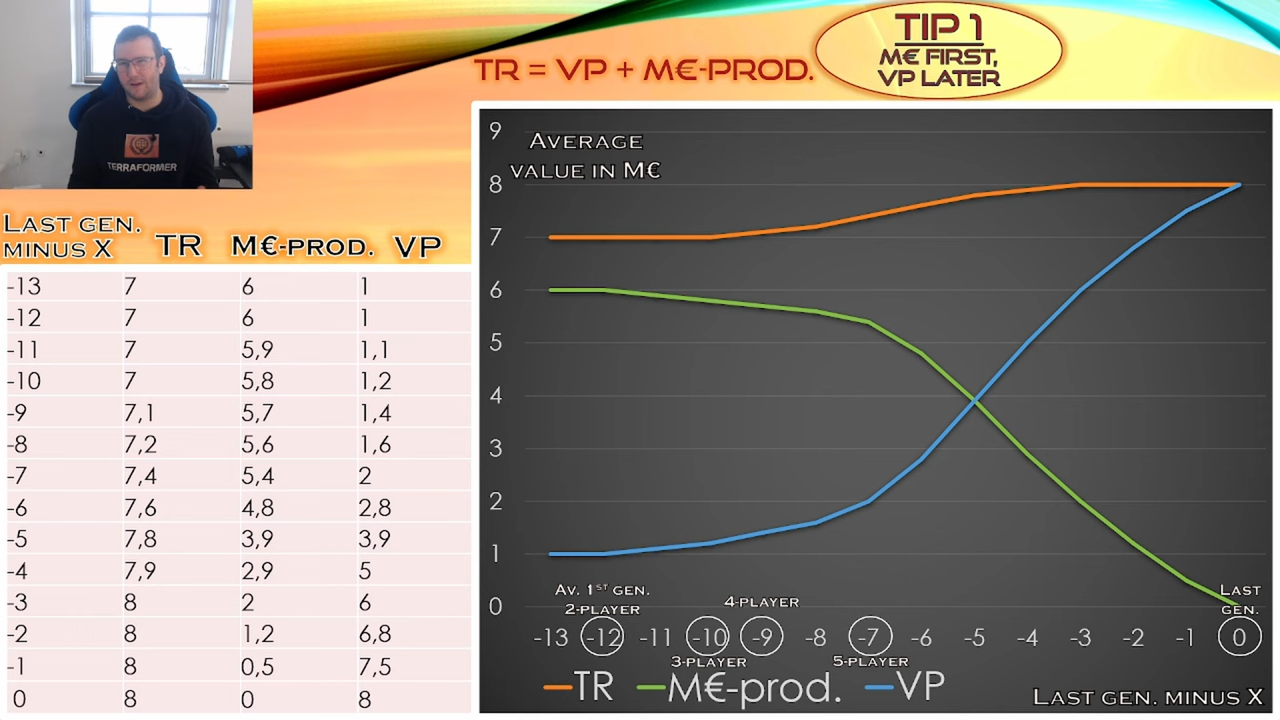 TIP 1
M€ FIRST,
VP LATER
TR = VP + M€-PROD.
TERRAFORMER
LAST GEN.
MINUS X TR M€-PROD. VP
-13 7 6 1
-12 7 6 1
-11 7 5,9 1,1
-10 7 5,8 1,2
-9 7,1 5,7 1,4
-8 7,2 5,6 1,6
-7 7,4 5,4 2
-6 7,6 4,8 2,8
-5 7,8 3,9 3,9
-4 7,9 2,9 5
-3 8 2 6
-2 8 1,2 6,8
-1 8 0,5 7,5
0 8 0 8
AVERAGE
VALUE IN M€
9
8
7
6
5
4
3
2
1
0
AV. 1ST GEN.
2-PLAYER
4-PLAYER
LAST
GEN.
-13 -12 -11 -10 -9 -8 -7 -6 -5 -4 -3 -2 -1 0
3-PLAYER
5-PLAYER
TR M€-prod. VP
LAST GEN. MINUS X